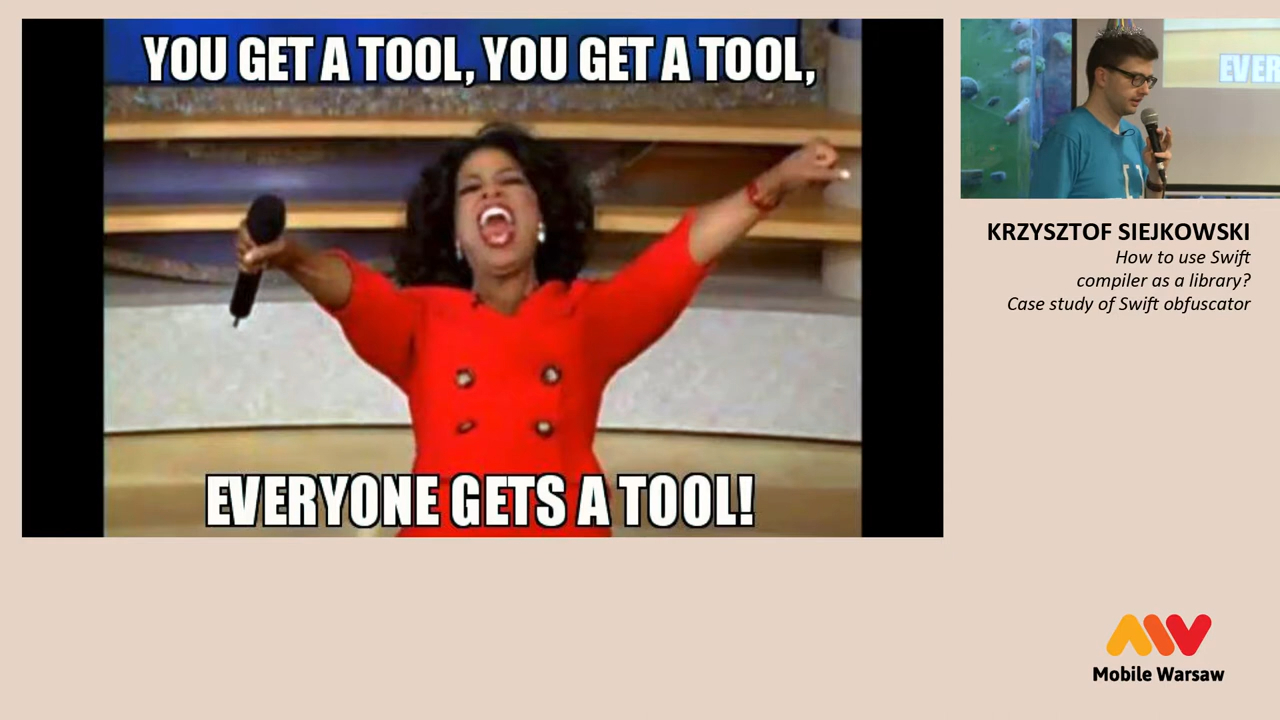 YOU GET A TOOL, YOU GET A TOOL,
EVERYONE GETS A TOOL!
EVER
KRZYSZTOF SIEJKOWSKI
How to use Swift
compiler as a library?
Case study of Swift obfuscator
Mobile Warsaw